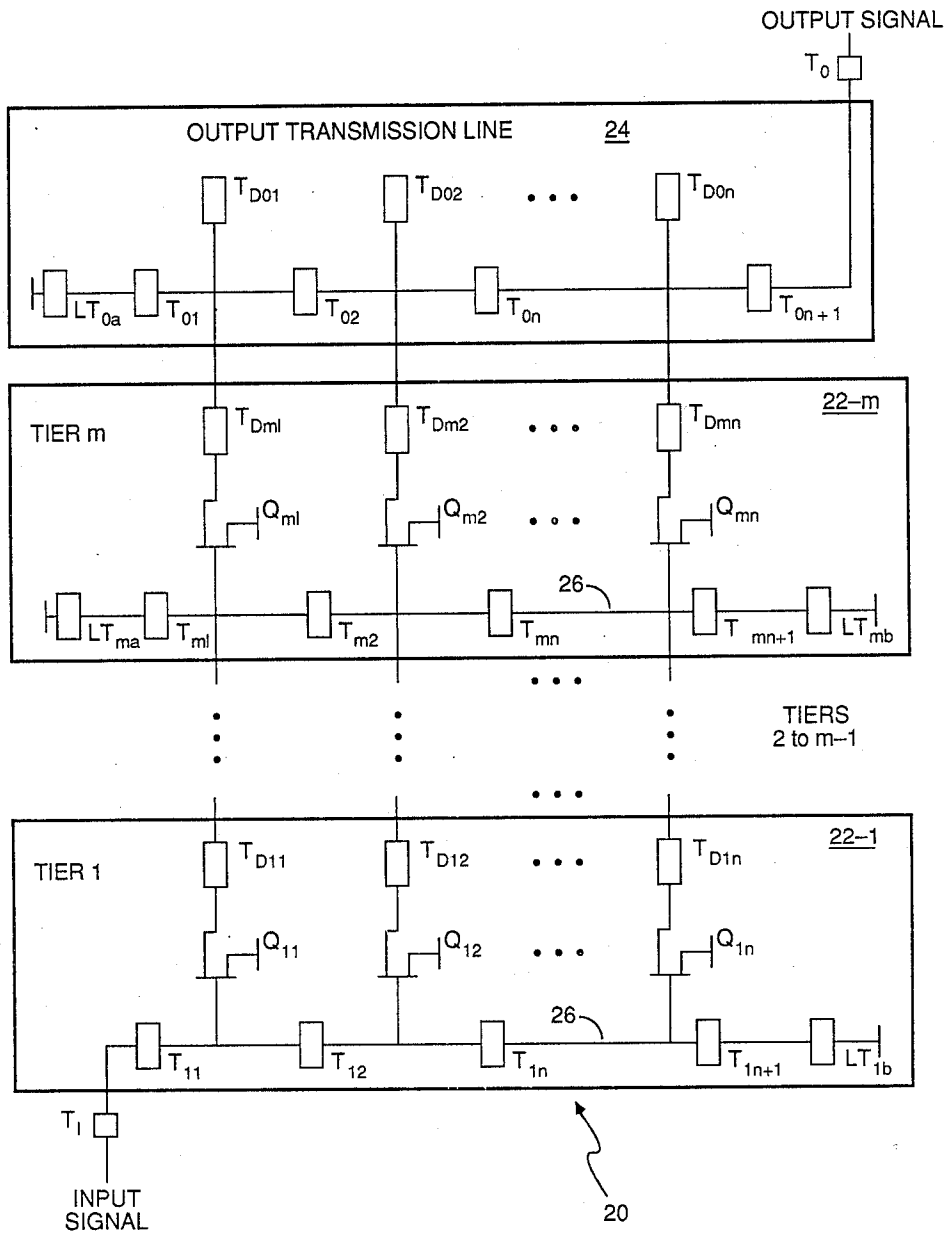 OUTPUT SIGNAL
T0
OUTPUT TRANSMISSION LINE 24
TD01 TD02 TD0n
LT0a T01 T02 T0n T0n+1
22-m
TIER m
TDml TDm2 TDmn
Qml Qm2 Qmn
26
LTma Tml Tm2 Tmn Tmn+1 LTmb
TIERS
2 to m-1
22-1
TIER 1
TD11 TD12 TD1n
Q11 Q12 Q1n
26
T11 T12 T1n T1n+1 LT1b
TI
INPUT
SIGNAL
20